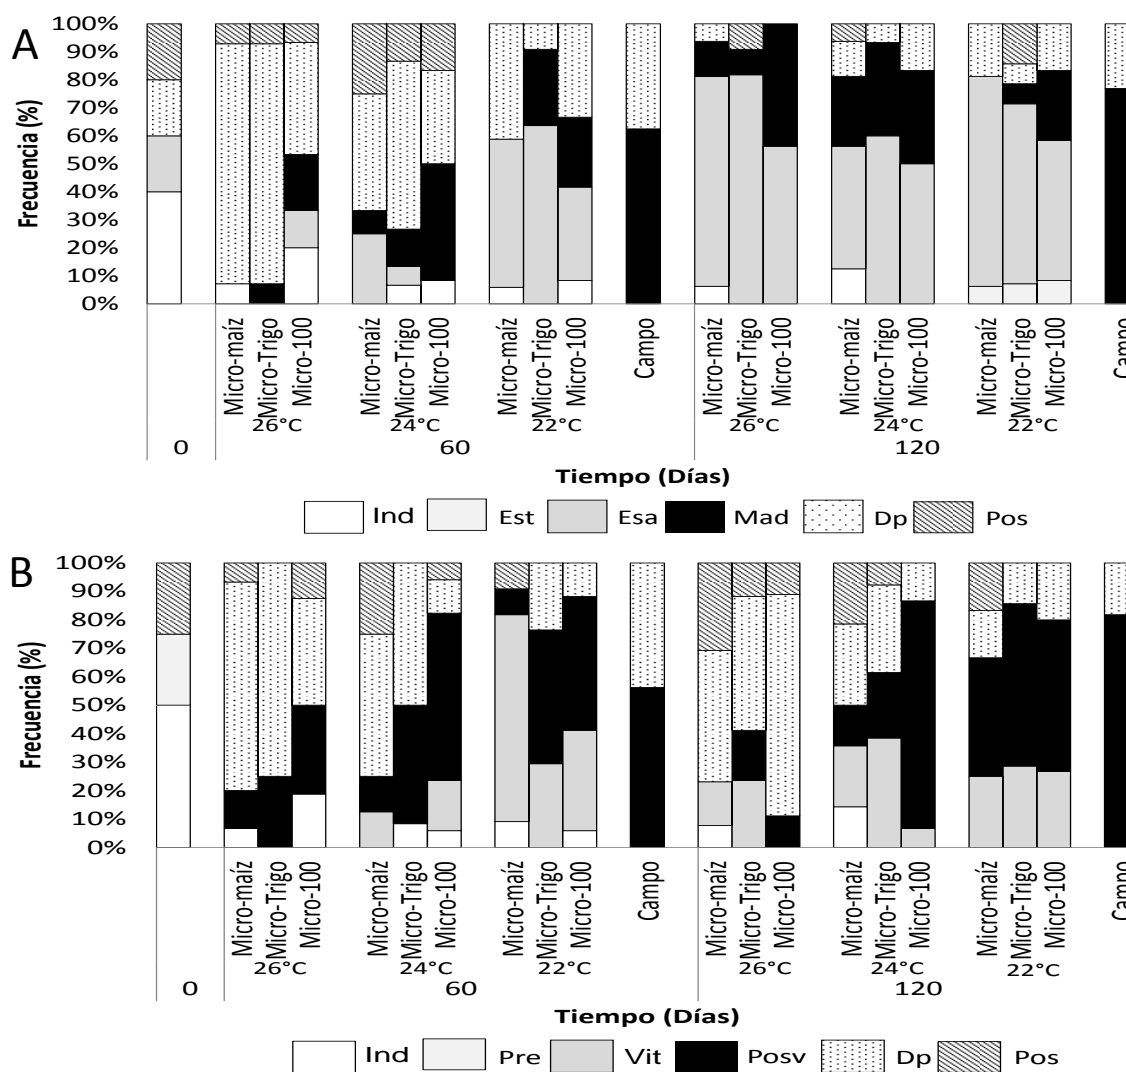 A
100%
90%
80%
70%
60%
50%
40%
30%
20%
10%
0%
Frecuencia (%)
Micro-maíz
Micro-Trigo
Micro-100
Micro-maíz
Micro-Trigo
Micro-100
Micro-maíz
Micro-Trigo
Micro-100
Campo
Micro-maíz
Micro-Trigo
Micro-100
Micro-maíz
Micro-Trigo
Micro-100
Micro-maíz
Micro-Trigo
Micro-100
Campo
26°C 24°C 22°C 26°C 24°C 22°C
0 60 120
Tiempo (Días)
Ind Est Esa Mad Dp Pos
B
100%
90%
80%
70%
60%
50%
40%
30%
20%
10%
0%
Frecuencia (%)
Micro-maíz
Micro-Trigo
Micro-100
Micro-maíz
Micro-Trigo
Micro-100
Micro-maíz
Micro-Trigo
Micro-100
Campo
Micro-maíz
Micro-Trigo
Micro-100
Micro-maíz
Micro-Trigo
Micro-100
Micro-maíz
Micro-Trigo
Micro-100
Campo
26°C 24°C 22°C 26°C 24°C 22°C
0 60 120
Tiempo (Días)
Ind Pre Vit Posv Dp Pos